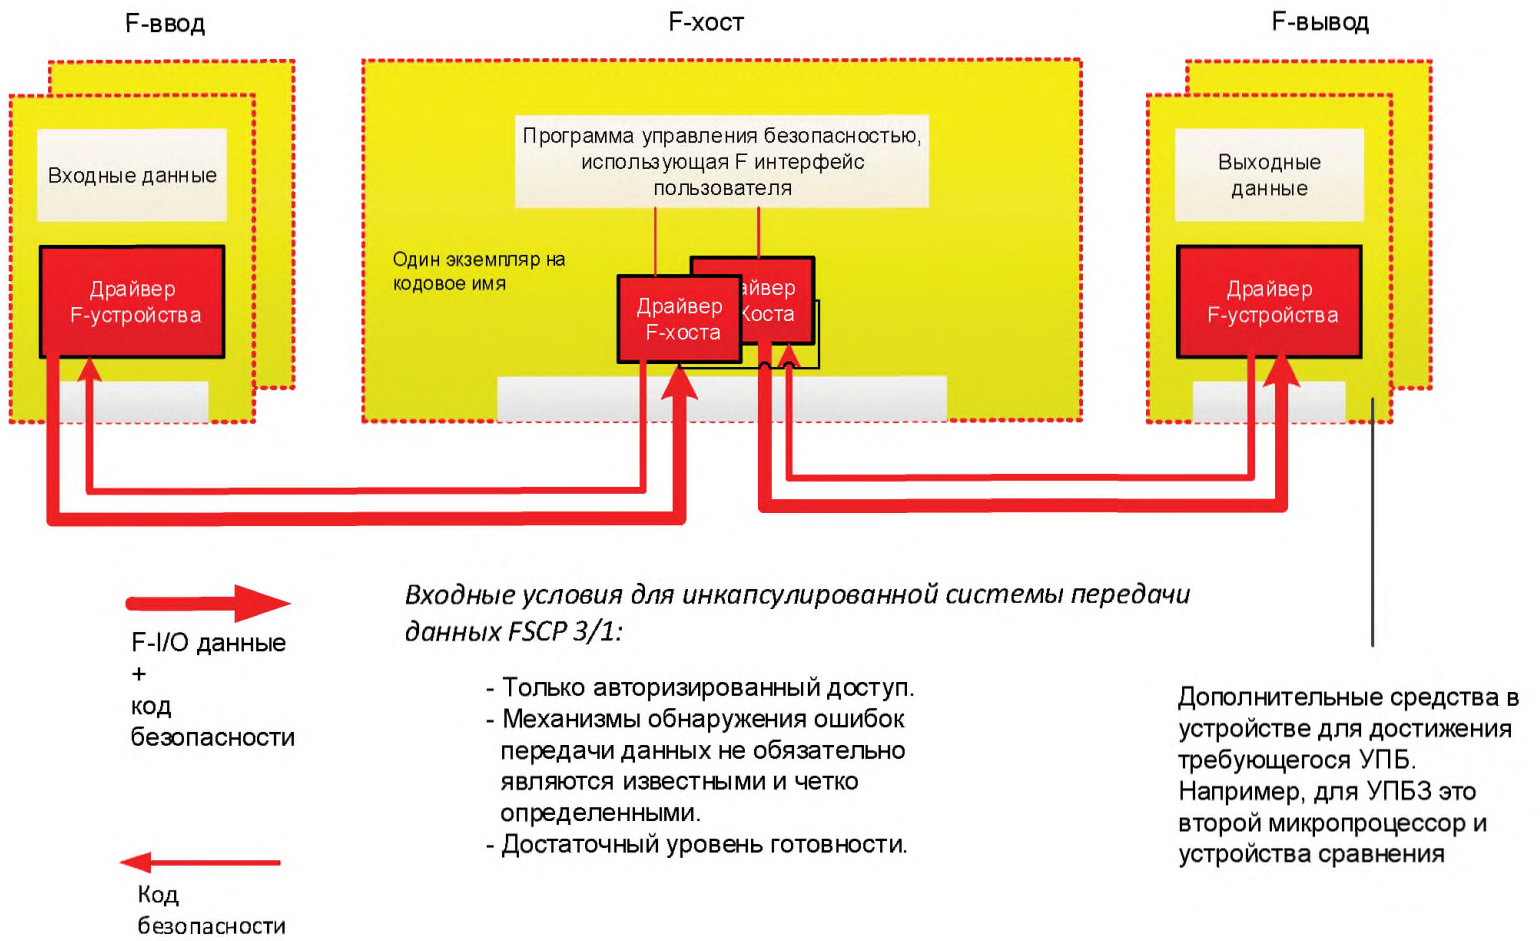 F-ввод
F-хост
F-вывод
Входные данные
Драйвер
F-устройства
Программа управления безопасностью,
использующая F интерфейс
пользователя
Один экземпляр на
кодовое имя
Драйвер
F-хоста
айвер
Хоста
Выходные
данные
Драйвер
F-устройства
F-I/O данные
+
код
безопасности
Код
безопасности
Входные условия для инкапсулированной системы передачи
данных FSCP 3/1:
- Только авторизированный доступ.
- Механизмы обнаружения ошибок
передачи данных не обязательно
являются известными и четко
определенными.
- Достаточный уровень готовности.
Дополнительные средства в
устройстве для достижения
требующегося УПБ.
Например, для УПБ3 это
второй микропроцессор и
устройства сравнения